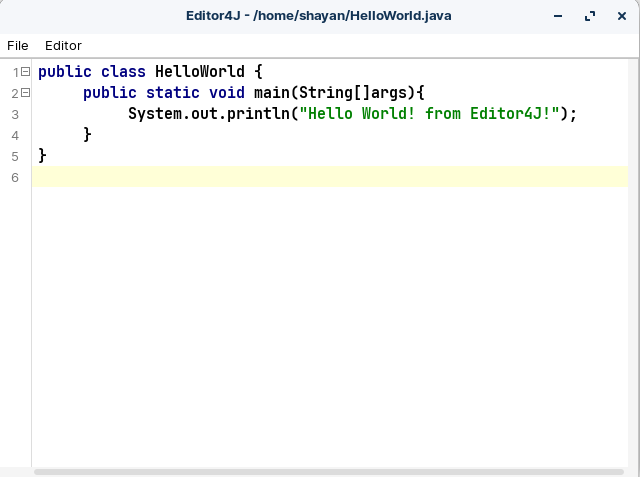 Editor4J - /home/shayan/HelloWorld.java
File Editor
1 public class HelloWorld {
2 public static void main(String[]args){
3 System.out.println("Hello World! from Editor4J!");
4 }
5 }
6